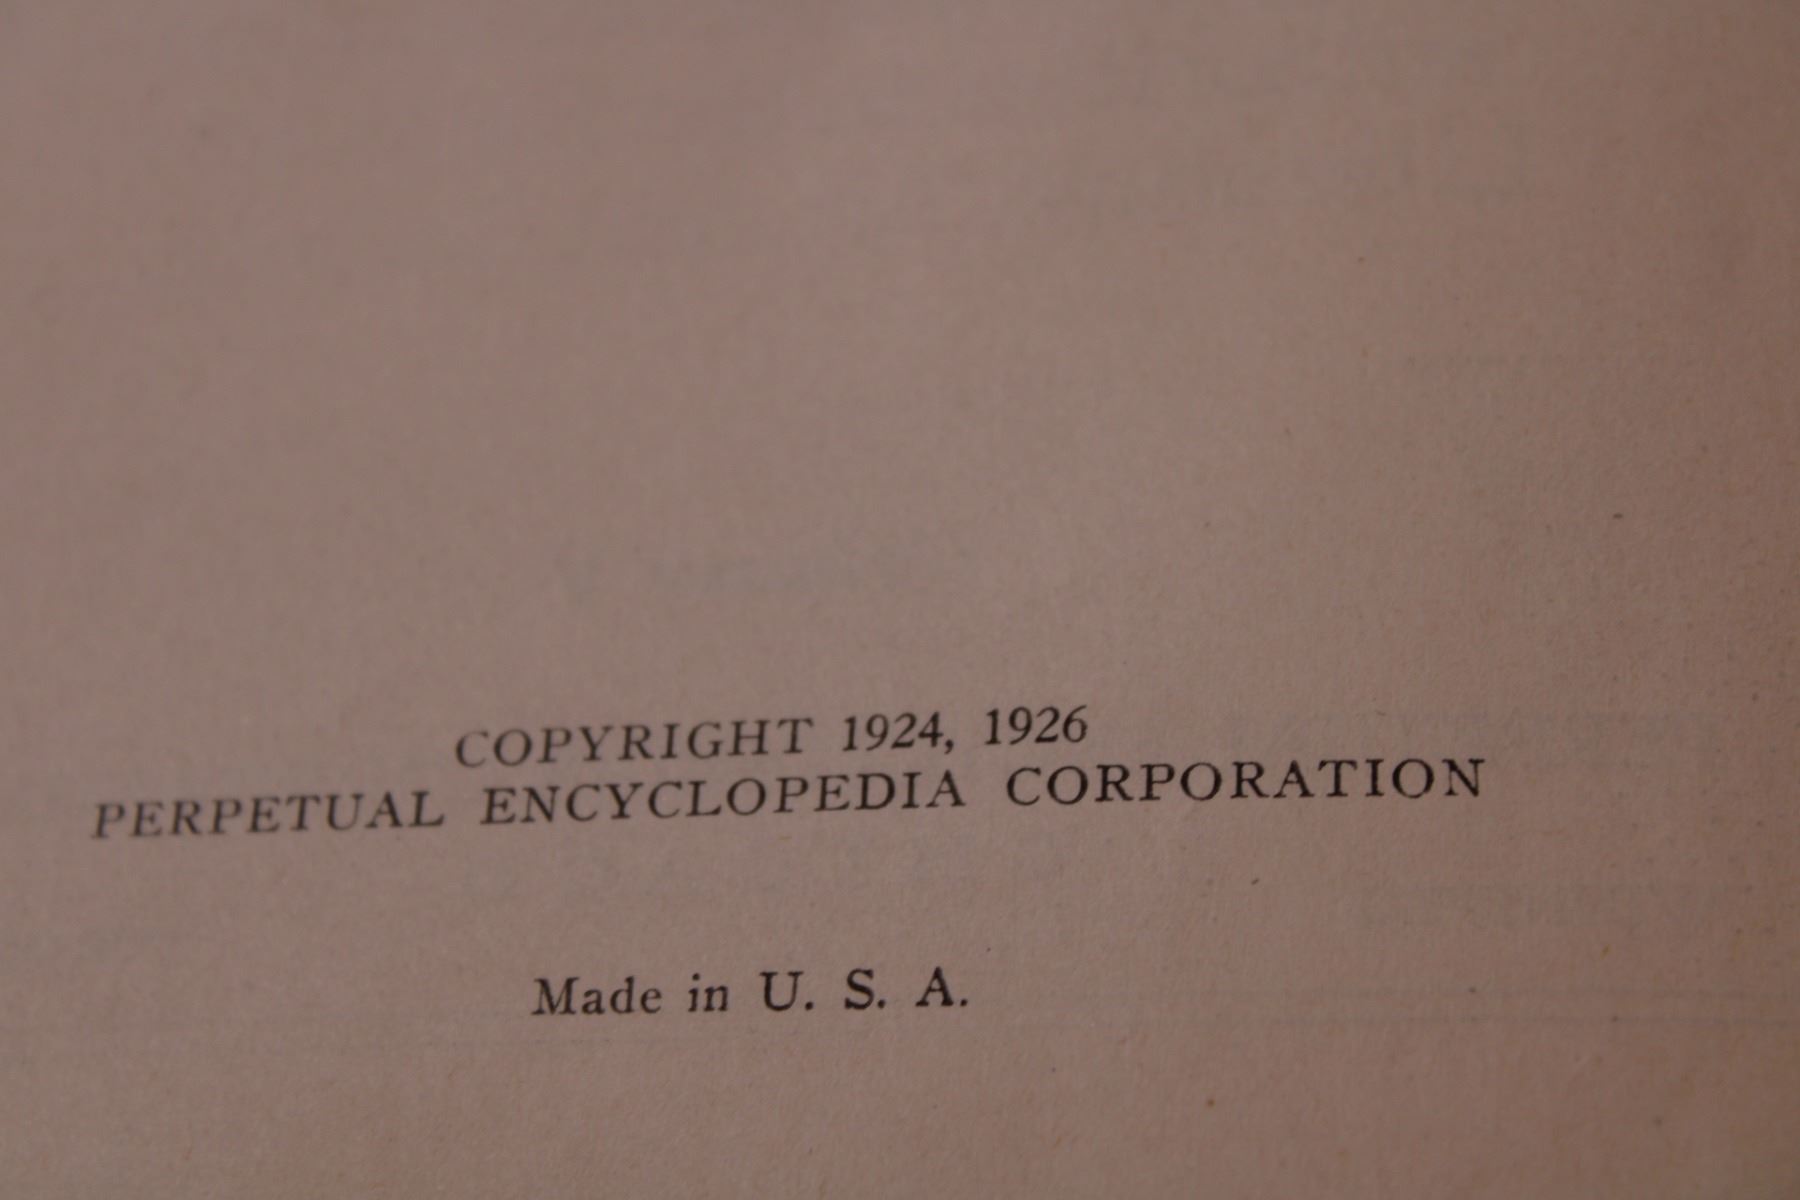 COPYRIGHT 1924, 1926
PERPETUAL ENCYCLOPEDIA CORPORATION
Made in U. S. A.